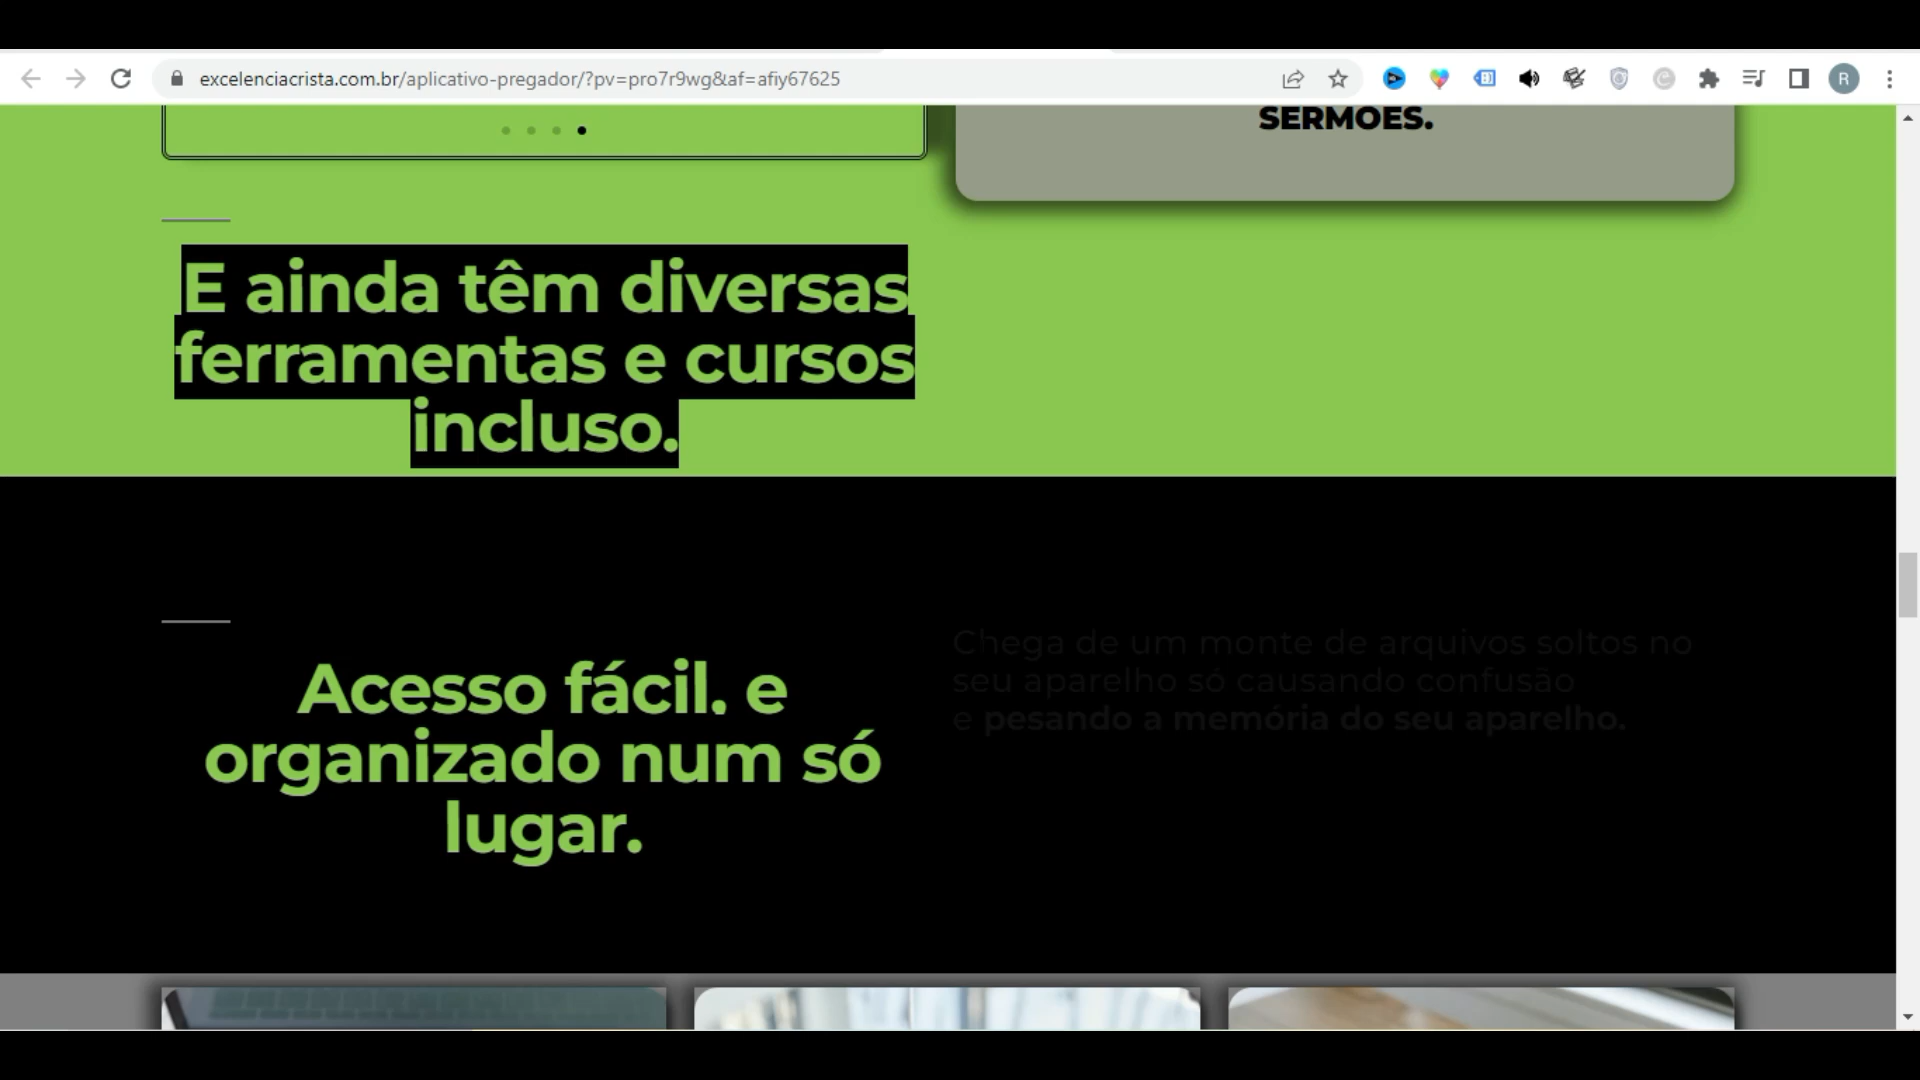 excelenciacrista.com.br/aplicativo-pregador/?pv=pro7r9wg&af=afiy67625
R
SERMÕES.
E ainda têm diversas
ferramentas e cursos
incluso.
Acesso fácil. e
organizado num só
lugar.
Chega de um monte de arquivos soltos no
seu aparelho só causando confusão
e pesando a memória do seu aparelho.